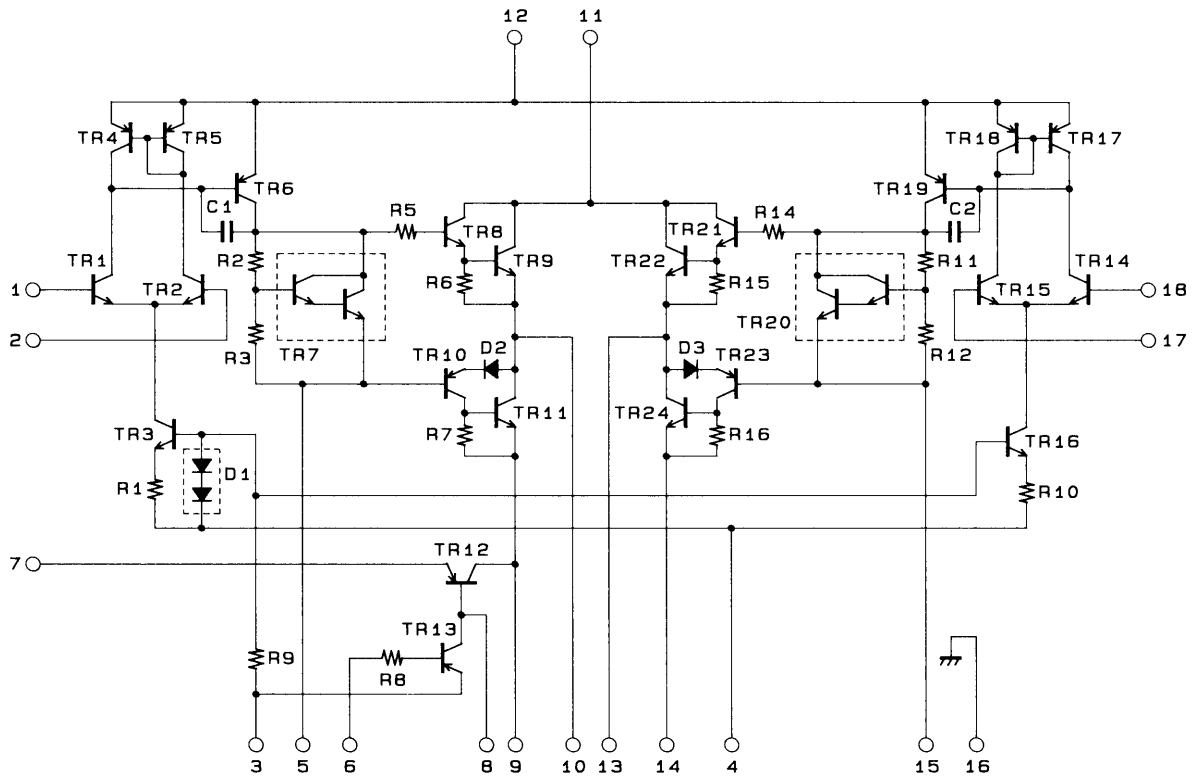 12 11
TR4 TR5 TR18 TR17
TR6 TR19
C1 C2
R5 R14
TR8 TR21
R2 R11
TR1 TR2 TR9 TR22 TR15 TR14
R6 R15
1 18
TR20
2 17
R3 TR7 TR10 D2 D3 TR23 R12
TR11 TR24
TR3 R7 R16 TR16
D1
R1 R10
TR12
7
TR13
R9
R8
3 5 6 8 9 10 13 14 4 15 16